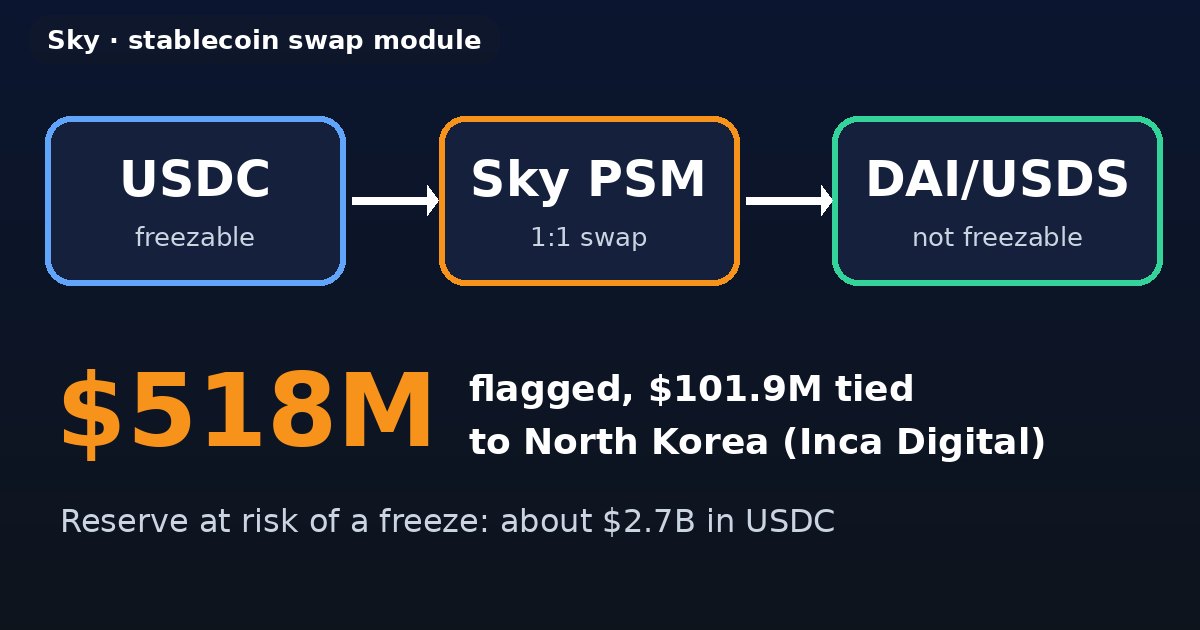 Sky · stablecoin swap module
USDC
freezable
Sky PSM
1:1 swap
DAI/USDS
not freezable
$518M
flagged, $101.9M tied
to North Korea (Inca Digital)
Reserve at risk of a freeze: about $2.7B in USDC